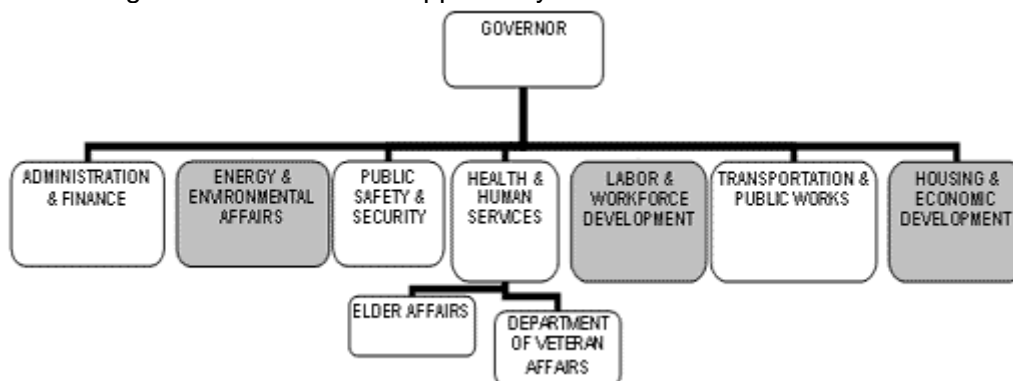 GOVERNOR
ADMINISTRATION
& FINANCE
ENERGY &
ENVIRONMENTAL
AFFAIRS
PUBLIC
SAFETY &
SECURITY
HEALTH &
HUMAN
SERVICES
LABOR &
WORKFORCE
DEVELOPMENT
TRANSPORTATION &
PUBLIC WORKS
HOUSING &
ECONOMIC
DEVELOPMENT
ELDER AFFAIRS
DEPARTMENT
OF VETERAN
AFFAIRS